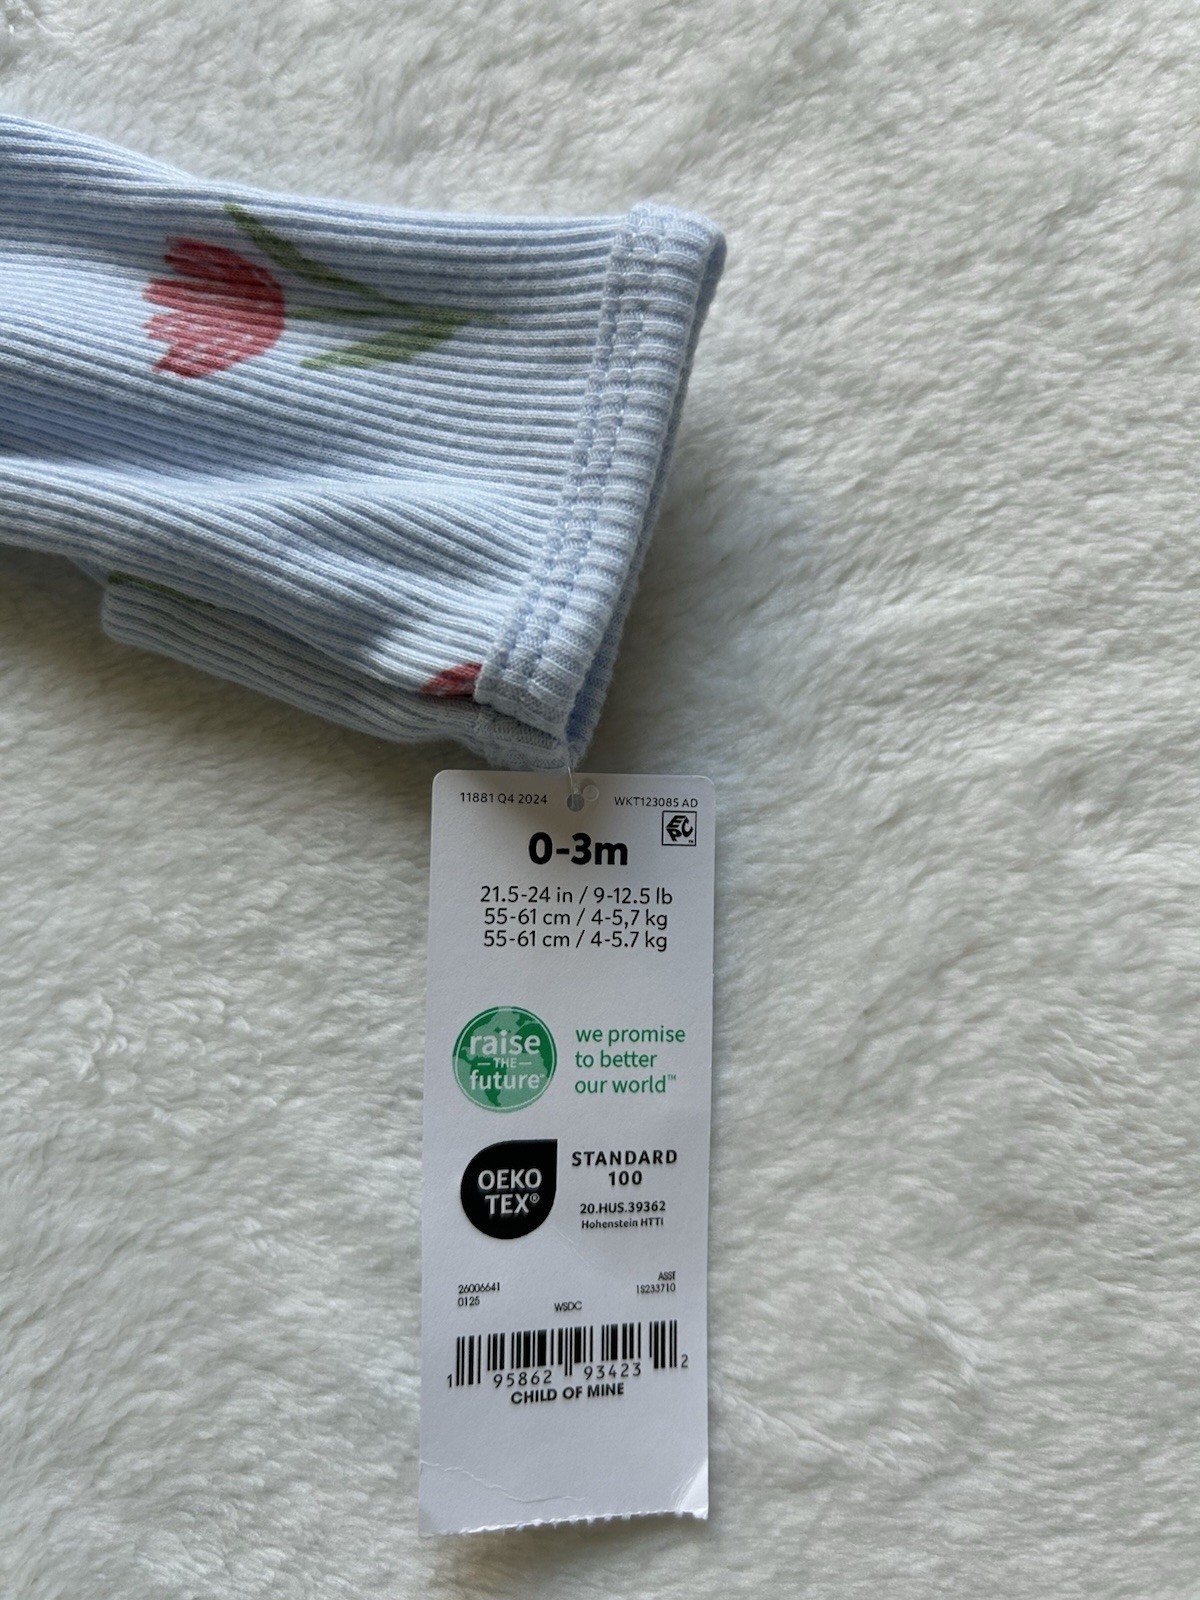 11881 Q4 2024
WKT123085 AD
EPC™
0-3m
21.5-24 in / 9-12.5 lb
55-61 cm / 4-5,7 kg
55-61 cm / 4-5.7 kg
raise
THE
future™
we promise
to better
our world™
OEKO
TEX®
STANDARD
100
20.HUS.39362
Hohenstein HTTI
26006641
0125
WSDC
ASST
1S233710
1 95862 93423 2
CHILD OF MINE